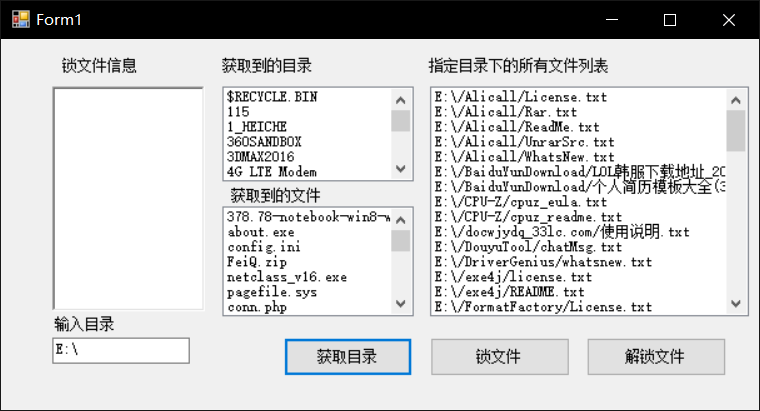 Form1
锁文件信息
获取到的目录
指定目录下的所有文件列表
$RECYCLE.BIN
115
1_HEICHE
360SANDBOX
3DMAX2016
4G LTE Modem
获取到的文件
378.78-notebook-win8-w
about.exe
config.ini
FeiQ.zip
netclass_v16.exe
pagefile.sys
conn.php
E:\/Alicall/License.txt
E:\/Alicall/Rar.txt
E:\/Alicall/ReadMe.txt
E:\/Alicall/UnrarSrc.txt
E:\/Alicall/WhatsNew.txt
E:\/BaiduYunDownload/LOL韩服下载地址_20
E:\/BaiduYunDownload/个人简历模板大全(3
E:\/CPU-Z/cpuz_eula.txt
E:\/CPU-Z/cpuz_readme.txt
E:\/docwjydq_33lc.com/使用说明.txt
E:\/DouyuTool/chatMsg.txt
E:\/DriverGenius/whatsnew.txt
E:\/exe4j/license.txt
E:\/exe4j/README.txt
E:\/FormatFactory/License.txt
输入目录
E:\
获取目录
锁文件
解锁文件